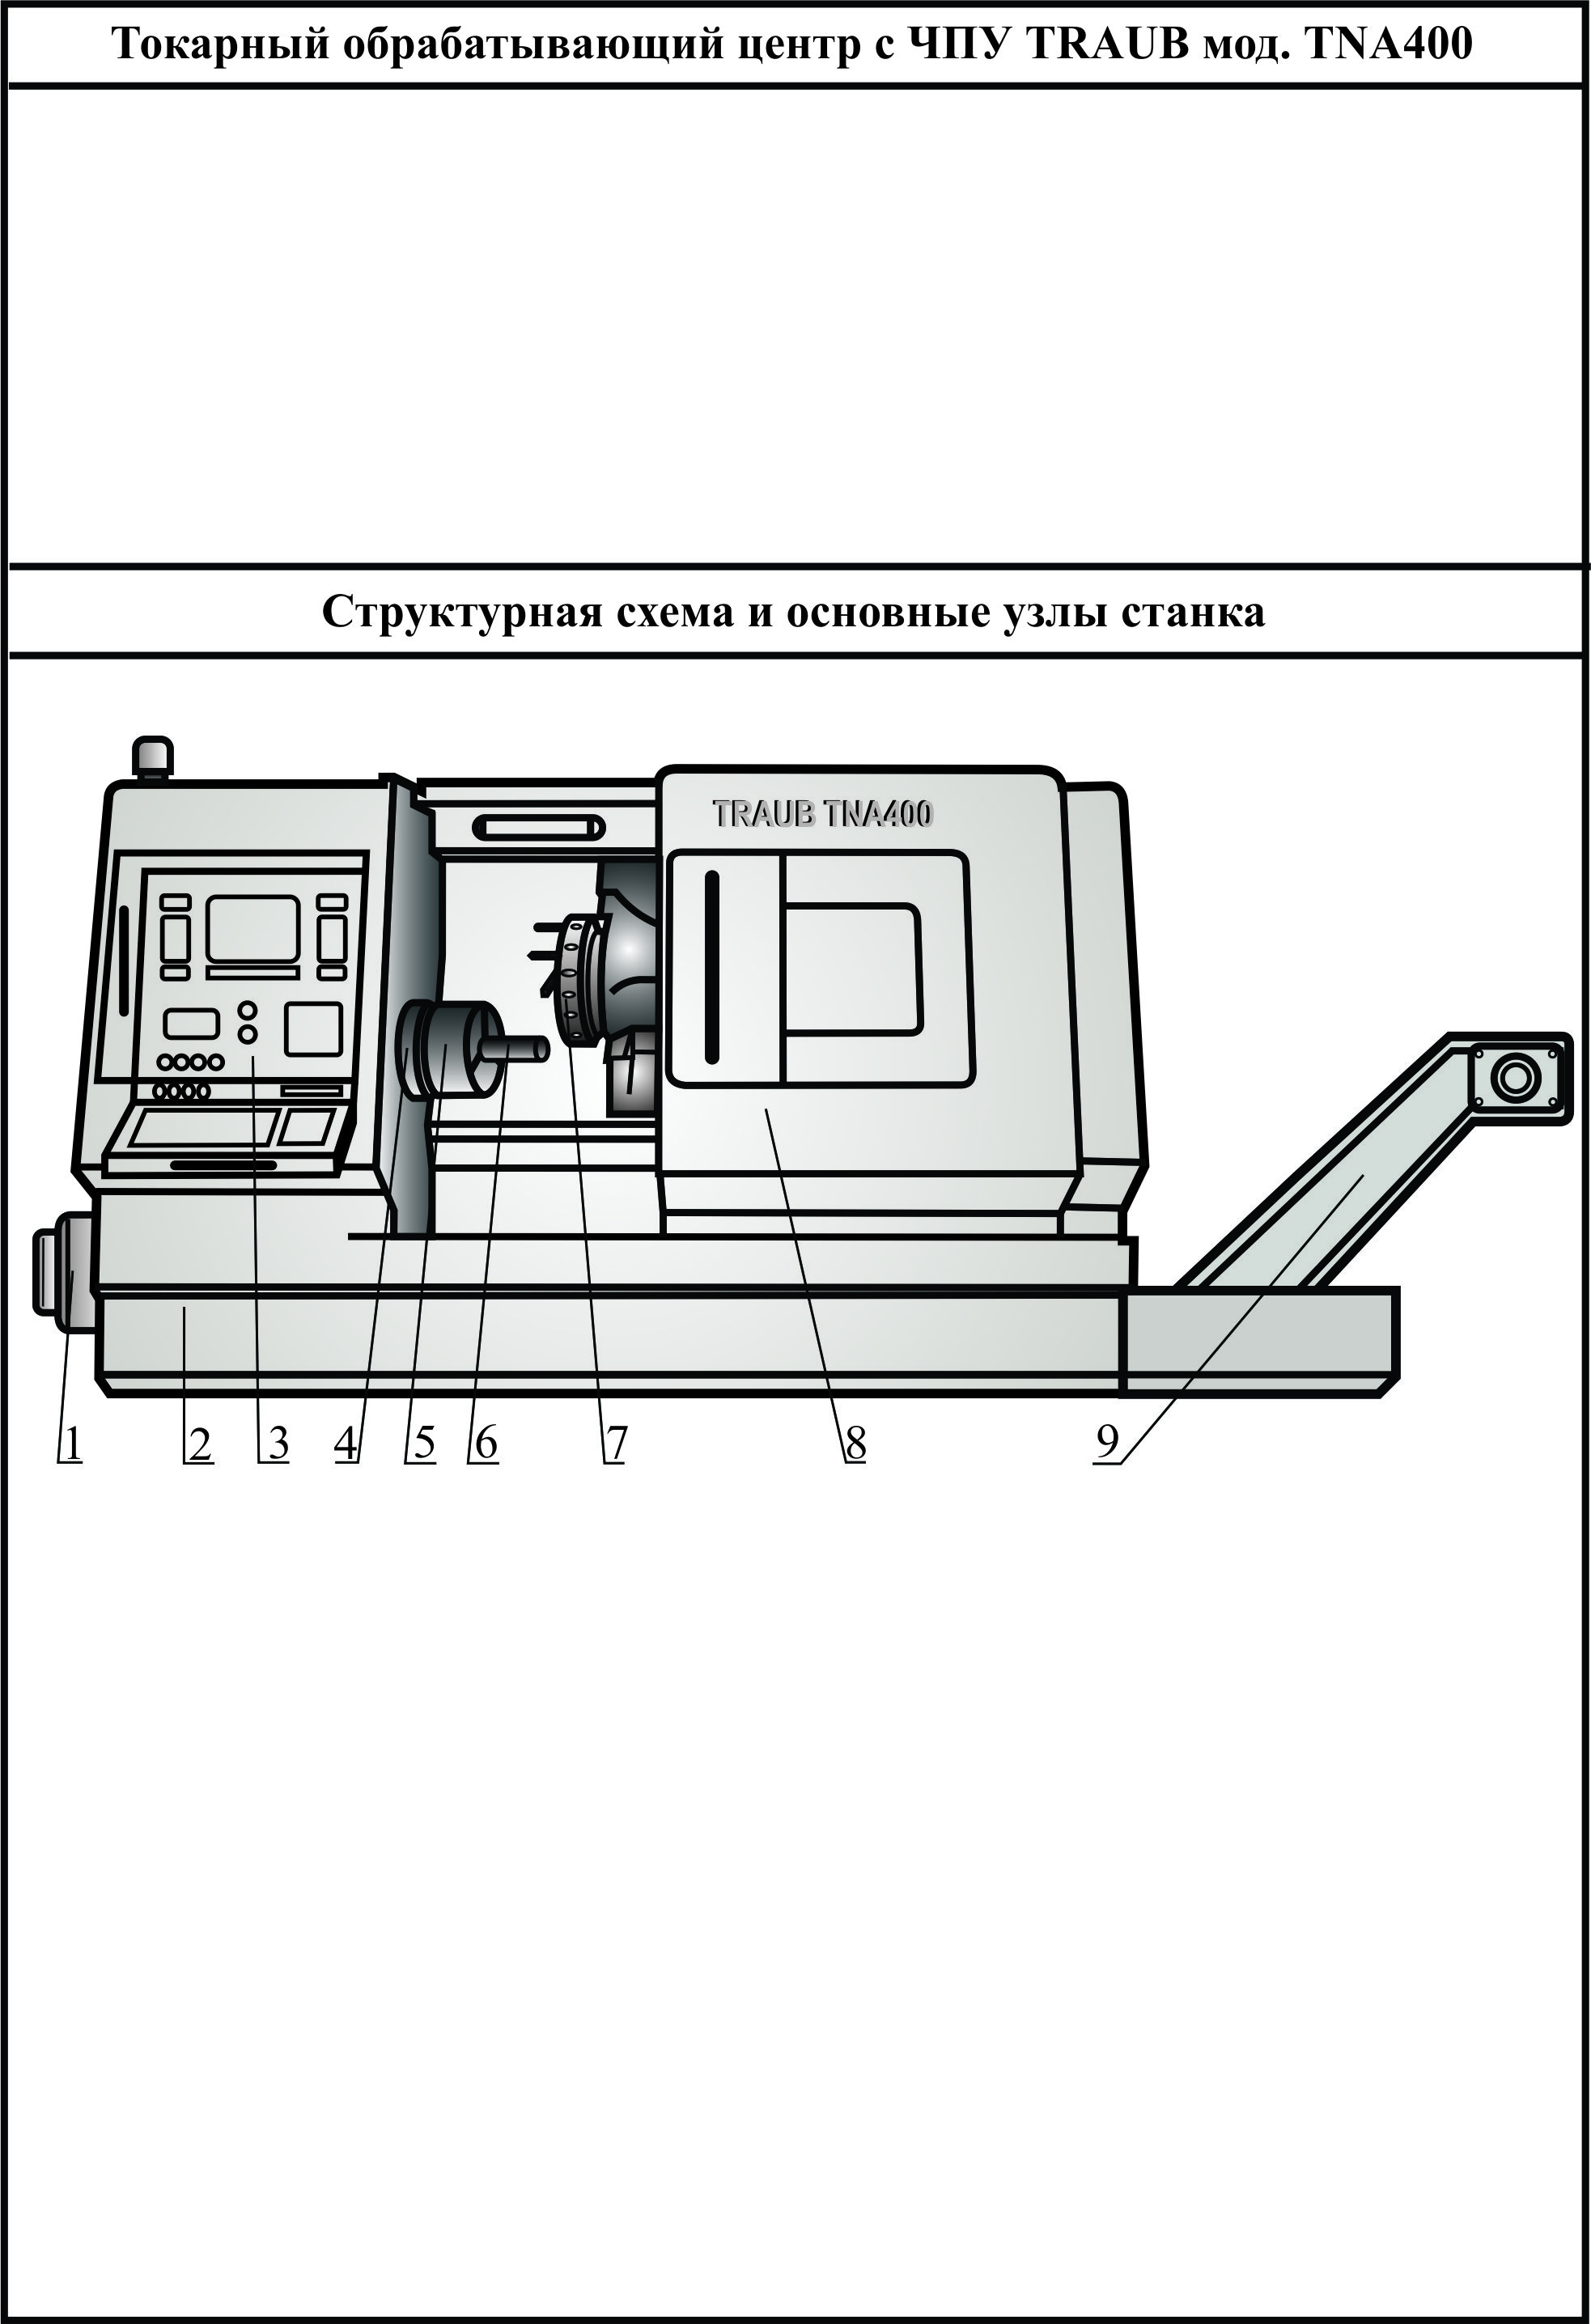 Токарный обрабатывающий центр с ЧПУ TRAUB мод. TNA400
Структурная схема и основные узлы станка
TRAUB TNA400
1 2 3 4 5 6 7 8 9